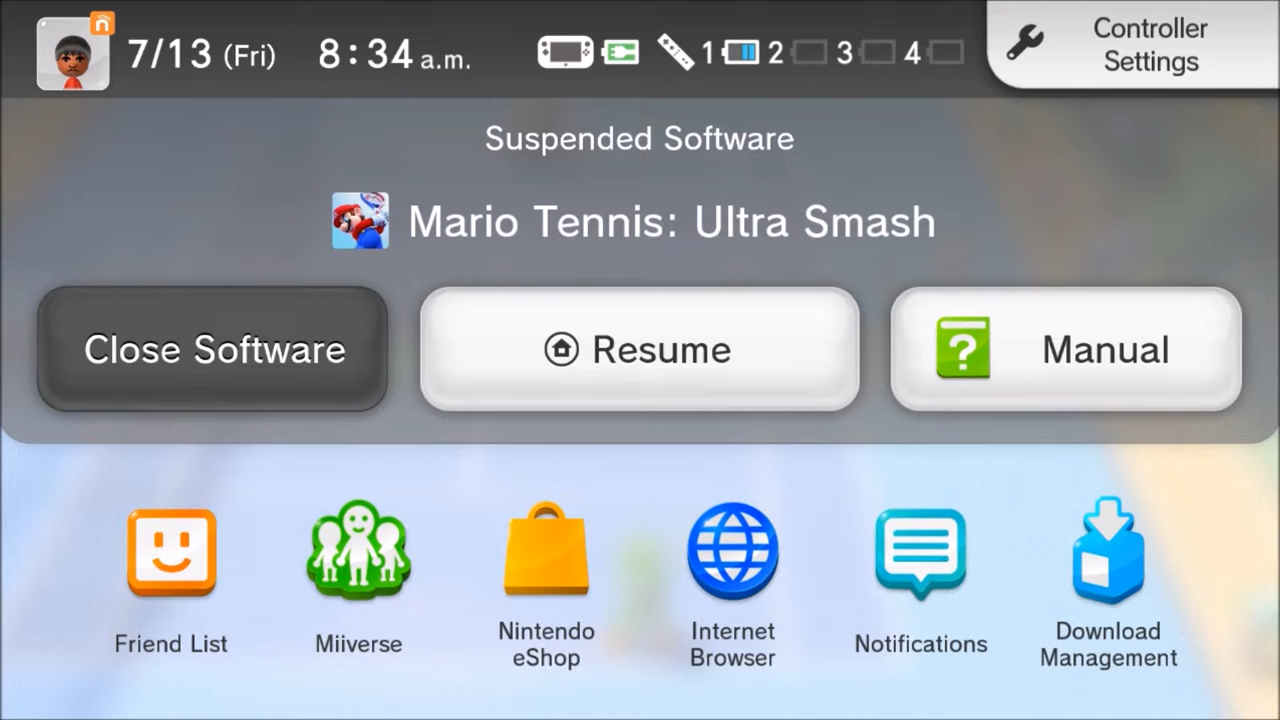 7/13 (Fri) 8:34 a.m. 1 2 3 4
Controller
Settings
Suspended Software
Mario Tennis: Ultra Smash
Close Software
Resume
? Manual
Friend List
Miiverse
Nintendo
eShop
Internet
Browser
Notifications
Download
Management